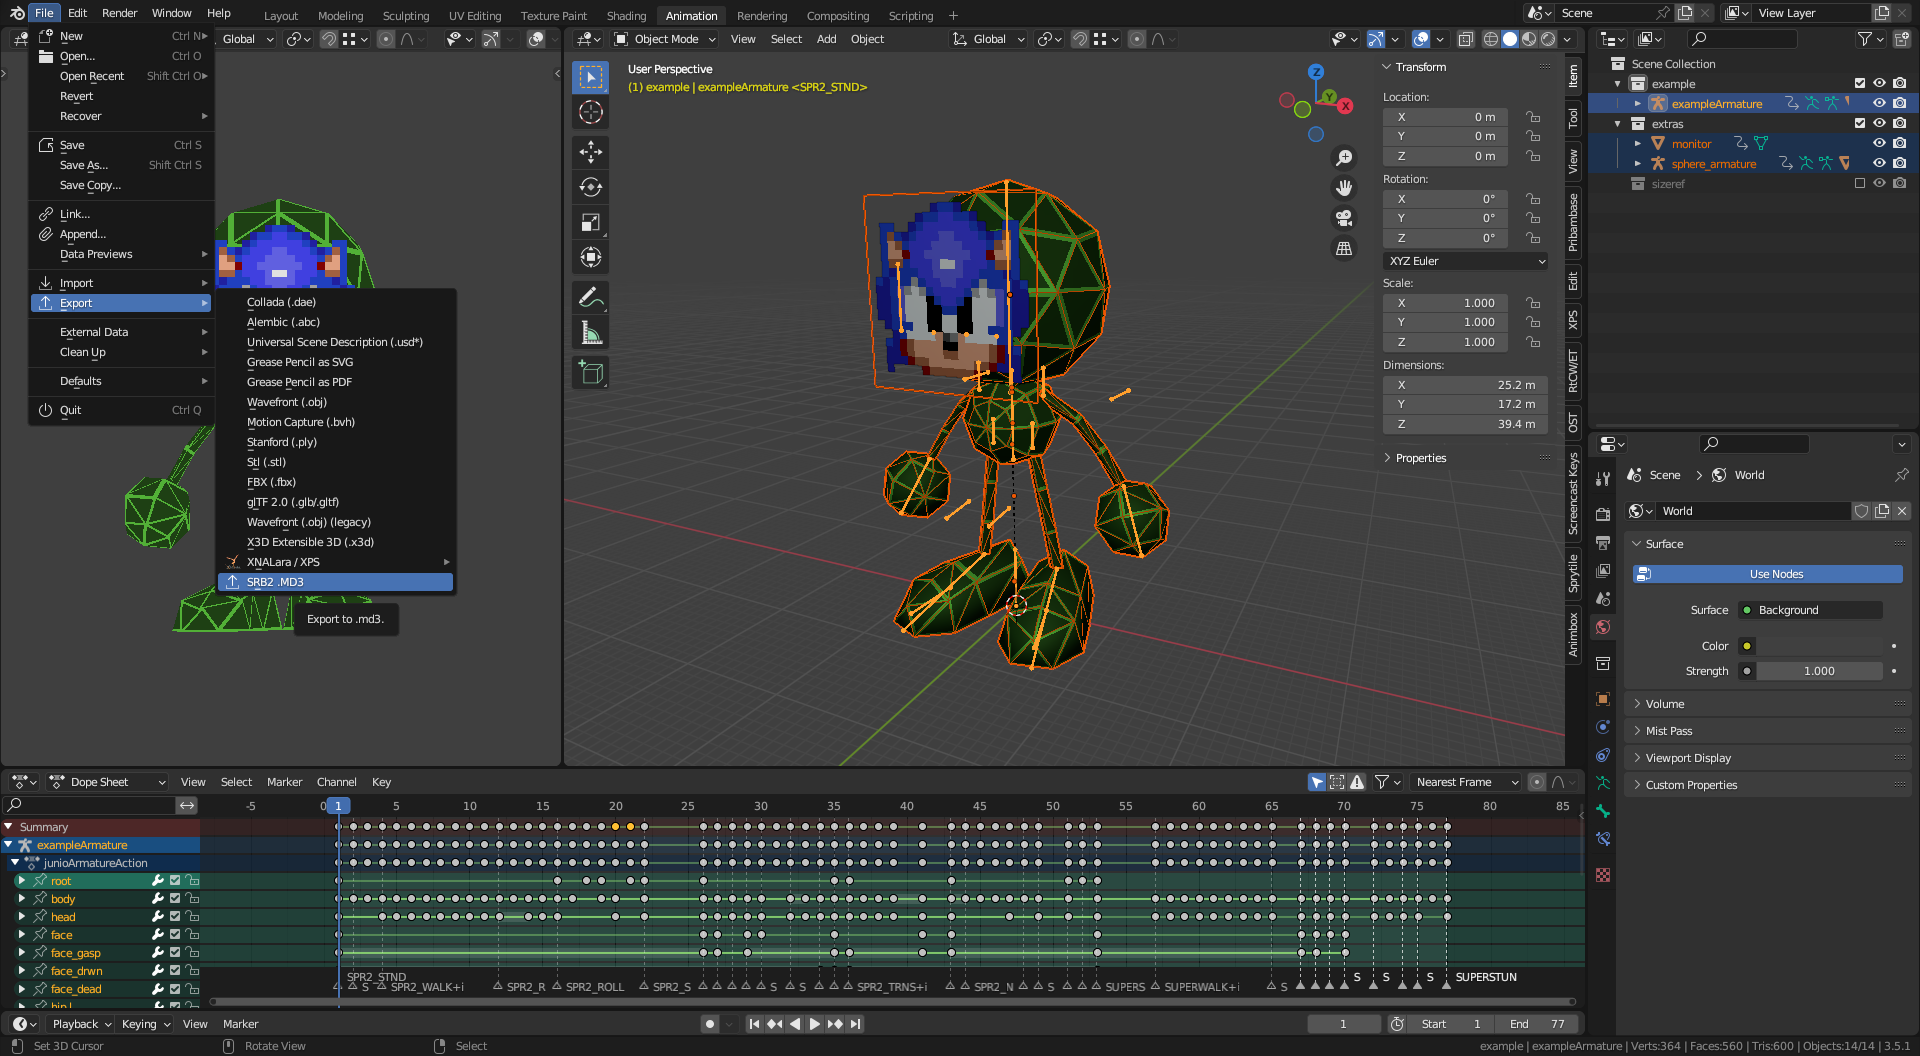 File Edit Render Window Help
Layout Modeling Sculpting UV Editing Texture Paint Shading Animation Rendering Compositing Scripting +
Scene
View Layer
New Ctrl N
Open... Ctrl O
Open Recent Shift Ctrl O
Revert
Recover
Save Ctrl S
Save As... Shift Ctrl S
Save Copy...
Link...
Append...
Data Previews
Import
Export
External Data
Clean Up
Defaults
Quit Ctrl Q
Collada (.dae)
Alembic (.abc)
Universal Scene Description (.usd*)
Grease Pencil as SVG
Grease Pencil as PDF
Wavefront (.obj)
Motion Capture (.bvh)
Stanford (.ply)
Stl (.stl)
FBX (.fbx)
glTF 2.0 (.glb/.gltf)
Wavefront (.obj) (legacy)
X3D Extensible 3D (.x3d)
XNALara / XPS
SRB2 .MD3
Export to .md3.
Global
Object Mode View Select Add Object Global
User Perspective
(1) example | exampleArmature <SPR2_STND>
Z
Y
X
Transform
Location:
X 0 m
Y 0 m
Z 0 m
Rotation:
X 0°
Y 0°
Z 0°
XYZ Euler
Scale:
X 1.000
Y 1.000
Z 1.000
Dimensions:
X 25.2 m
Y 17.2 m
Z 39.4 m
Properties
Item
Tool
View
Pribambase
Edit
XPS
RtCW/ET
OST
Screencast Keys
Sprytile
Animbox
Scene Collection
example
exampleArmature
extras
monitor
sphere_armature
sizeref
Scene World
World
Surface
Use Nodes
Surface Background
Color
Strength 1.000
Volume
Mist Pass
Viewport Display
Custom Properties
Dope Sheet View Select Marker Channel Key
Nearest Frame
-5 0 1 5 10 15 20 25 30 35 40 45 50 55 60 65 70 75 80 85
Summary
exampleArmature
junioArmatureAction
root
body
head
face
face_gasp
face_drwn
face_dead
SPR2_STND
S SPR2_WALK+i SPR2_R SPR2_ROLL SPR2_S S S SPR2_TRNS+i SPR2_N S SUPERS SUPERWALK+i S
S S S SUPERSTUN
Playback Keying View Marker
1 Start 1 End 77
Set 3D Cursor Rotate View Select
example | exampleArmature | Verts:364 | Faces:560 | Tris:600 | Objects:14/14 | 3.5.1